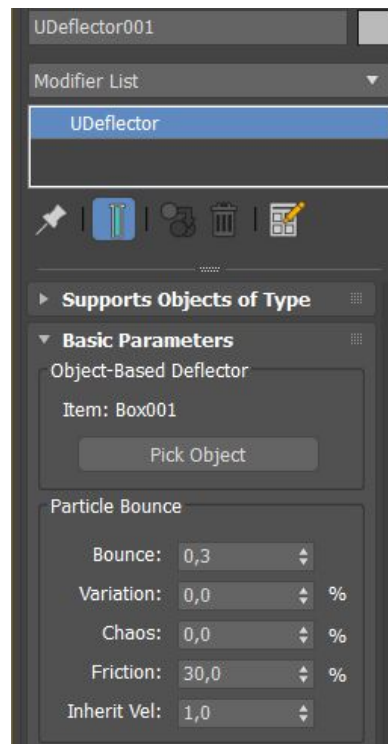 UDeflector001
Modifier List
UDeflector
Supports Objects of Type
Basic Parameters
Object-Based Deflector
Item: Box001
Pick Object
Particle Bounce
Bounce: 0,3
Variation: 0,0 %
Chaos: 0,0 %
Friction: 30,0 %
Inherit Vel: 1,0